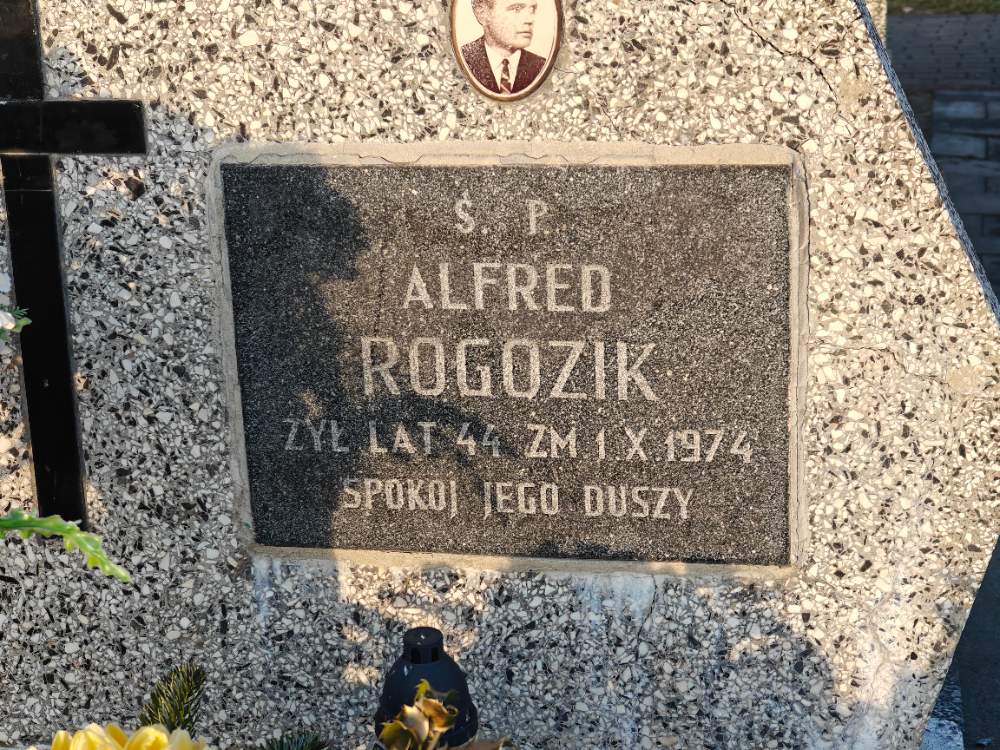 Ś. P.
ALFRED
ROGOZIK
ŻYŁ LAT 44 ZM 1.X.1974
SPOKÓJ JEGO DUSZY